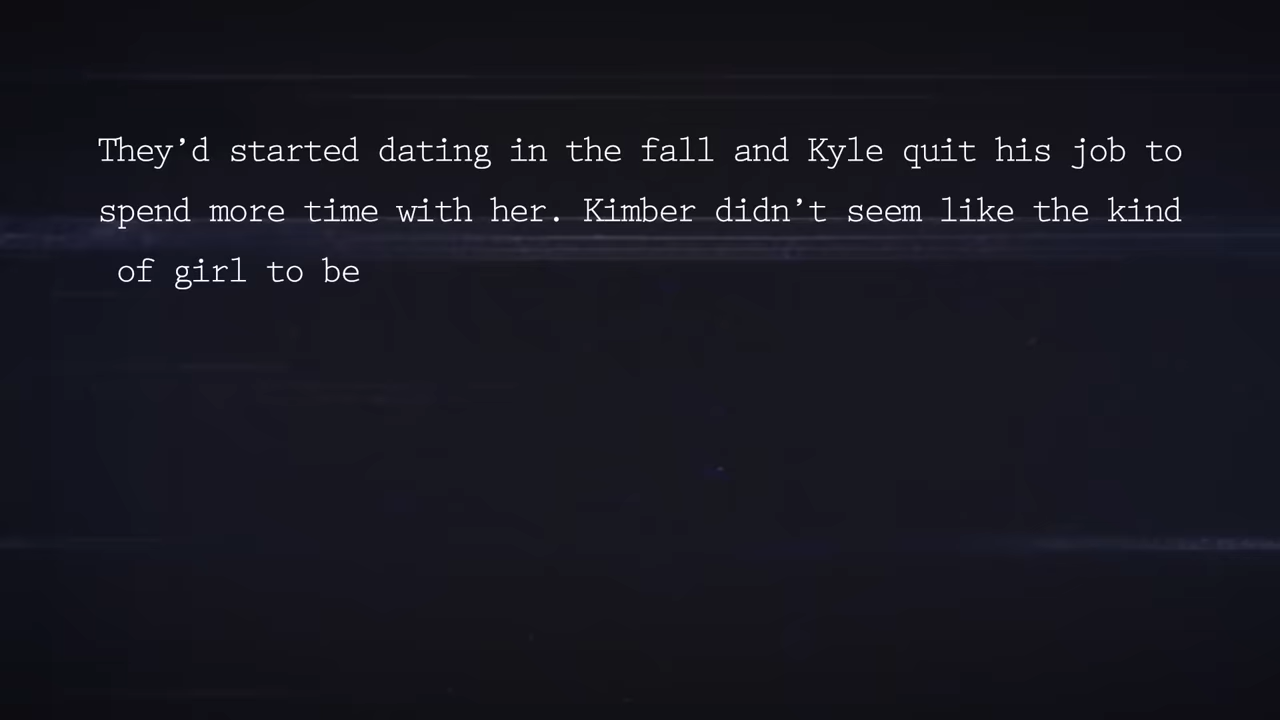 They’d started dating in the fall and Kyle quit his job to
spend more time with her. Kimber didn’t seem like the kind
of girl to be